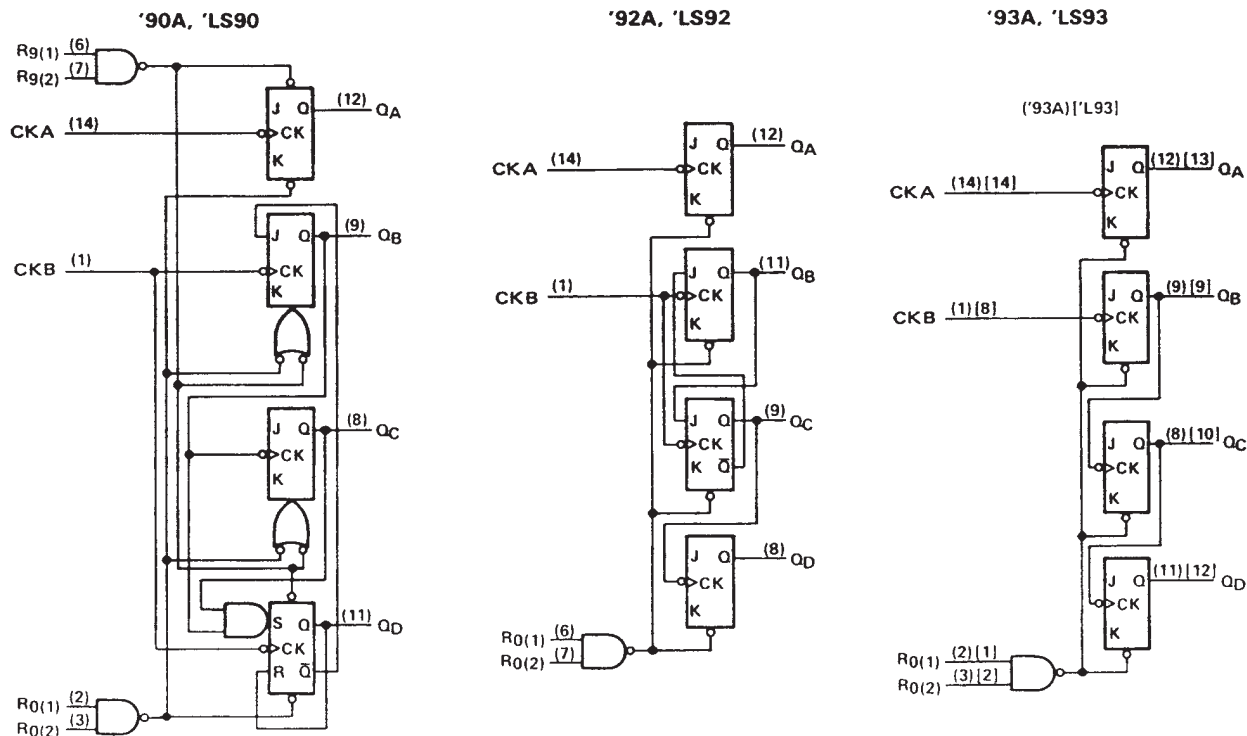 '90A, 'LS90
R9(1) (6)
R9(2) (7)
J Q (12) QA
CKA (14) CK
K
J Q (9) QB
CKB (1) CK
K
J Q (8) QC
CK
K
S Q (11) QD
CK
R Q̅
R0(1) (2)
R0(2) (3)
'92A, 'LS92
J Q (12) QA
CKA (14) CK
K
J Q (11) QB
CKB (1) CK
K
J Q (9) QC
CK
K Q̅
J Q (8) QD
CK
K
R0(1) (6)
R0(2) (7)
'93A, 'LS93
('93A)['L93]
J Q (12)[13] QA
CKA (14)[14] CK
K
J Q (9)[9] QB
CKB (1)[8] CK
K
J Q (8)[10] QC
CK
K
J Q (11)[12] QD
CK
K
R0(1) (2)[1]
R0(2) (3)[2]